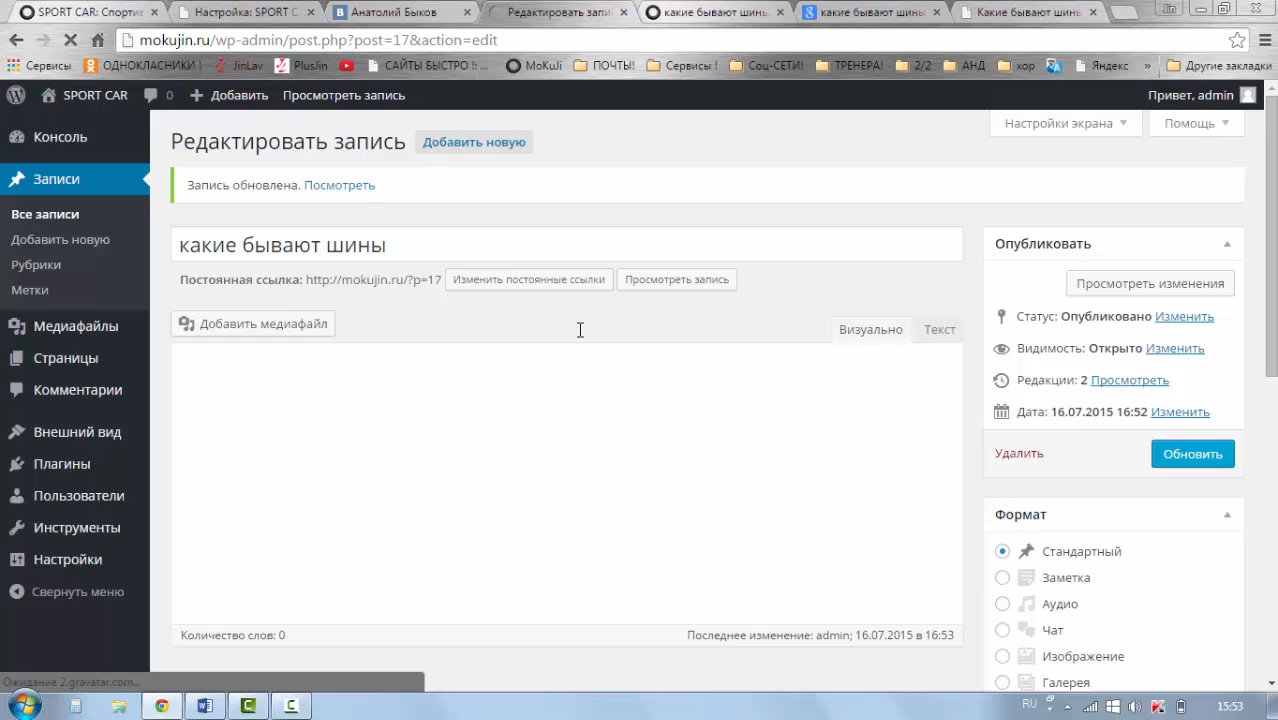 SPORT CAR: Спортив
Настройка: SPORT C
Анатолий Быков
Редактировать запи
какие бывают шины
какие бывают шины
Какие бывают шины
Jin
mokujin.ru/wp-admin/post.php?post=17&action=edit
Сервисы
ОДНОКЛАСНИКИ
JinLav
PlusJin
САЙТЫ БЫСТРО !: ...
MoKuJi
ПОЧТЫ!
Сервисы !
Соц-СЕТИ!
ТРЕНЕРА!
2/2
АНД
хор
Яндекс
»
Другие закладки
SPORT CAR
0
Добавить
Просмотреть запись
Привет, admin
Консоль
Записи
Все записи
Добавить новую
Рубрики
Метки
Медиафайлы
Страницы
Комментарии
Внешний вид
Плагины
Пользователи
Инструменты
Настройки
Свернуть меню
Настройки экрана
Помощь
Редактировать запись
Добавить новую
Запись обновлена. Посмотреть
какие бывают шины
Постоянная ссылка: http://mokujin.ru/?p=17
Изменить постоянные ссылки
Просмотреть запись
Добавить медиафайл
Визуально
Текст
Количество слов: 0
Последнее изменение: admin; 16.07.2015 в 16:53
Опубликовать
Просмотреть изменения
Статус: Опубликовано Изменить
Видимость: Открыто Изменить
Редакции: 2 Просмотреть
Дата: 16.07.2015 16:52 Изменить
Удалить
Обновить
Формат
Стандартный
Заметка
Аудио
Чат
Изображение
Галерея
Ожидание 2.gravatar.com...
RU
15:53